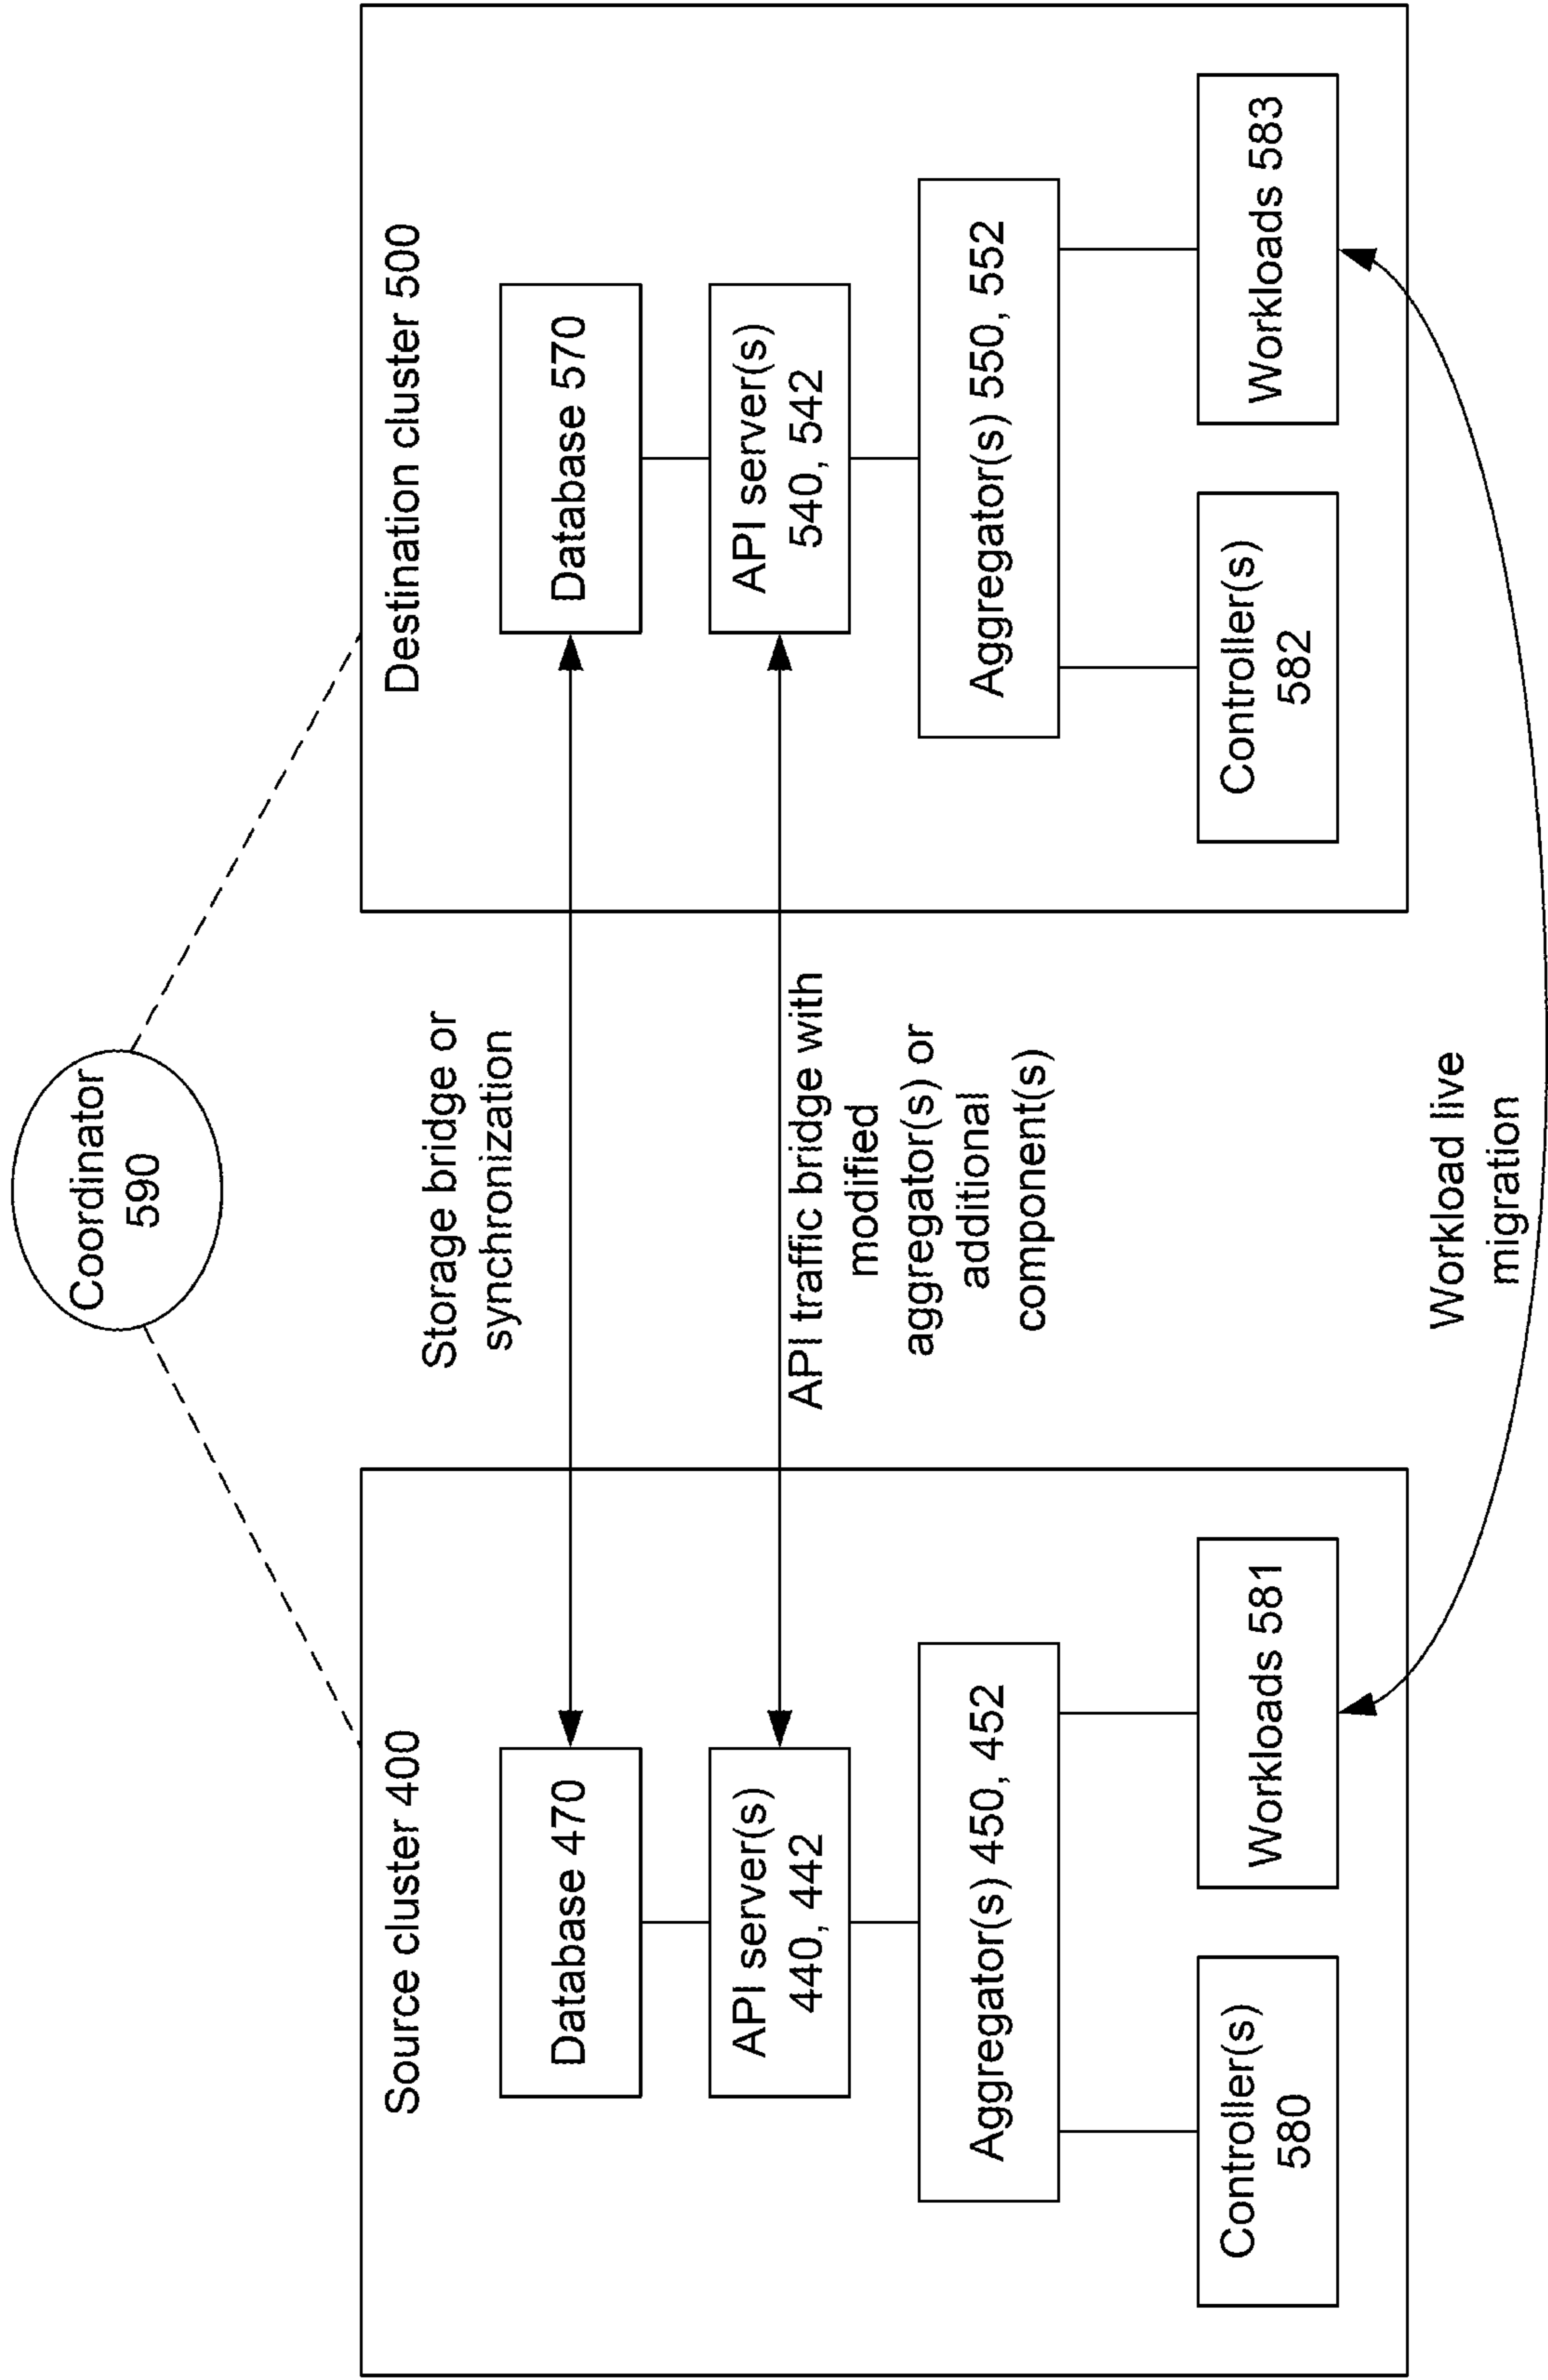 Coordinator
590
Source cluster 400
Database 470
API server(s)
440, 442
Aggregator(s) 450, 452
Controller(s)
580
Workloads 581
Storage bridge or
synchronization
API traffic bridge with
modified
aggregator(s) or
additional
component(s)
Workload live
migration
Destination cluster 500
Database 570
API server(s)
540, 542
Aggregator(s) 550, 552
Controller(s)
582
Workloads 583